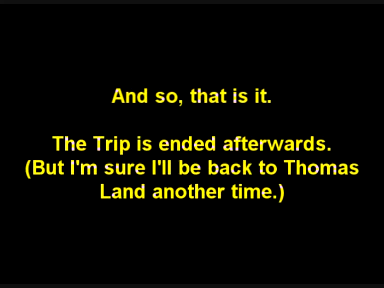 And so, that is it.
The Trip is ended afterwards.
(But I'm sure I'll be back to Thomas
Land another time.)